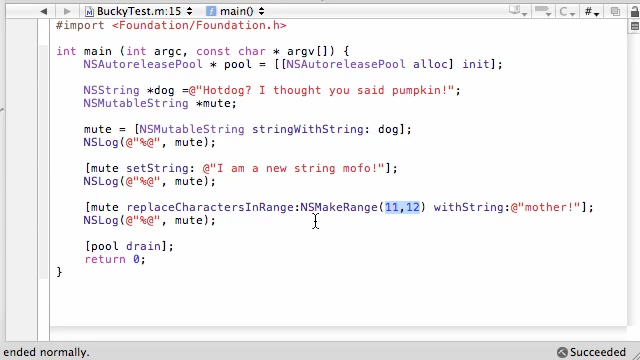 BuckyTest.m:15 main()
#import <Foundation/Foundation.h>
int main (int argc, const char * argv[]) {
NSAutoreleasePool * pool = [[NSAutoreleasePool alloc] init];
NSString *dog =@"Hotdog? I thought you said pumpkin!";
NSMutableString *mute;
mute = [NSMutableString stringWithString: dog];
NSLog(@"%@", mute);
[mute setString: @"I am a new string mofo!"];
NSLog(@"%@", mute);
[mute replaceCharactersInRange:NSMakeRange(11,12) withString:@"mother!"];
NSLog(@"%@", mute);
[pool drain];
return 0;
}
ended normally. Succeeded